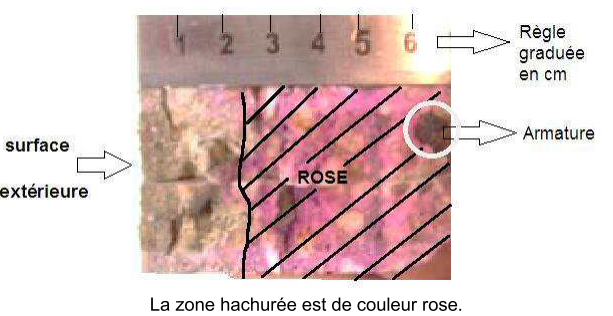 1 2 3 4 5 6
Règle
graduée
en cm
Armature
surface
extérieure
ROSE
La zone hachurée est de couleur rose.